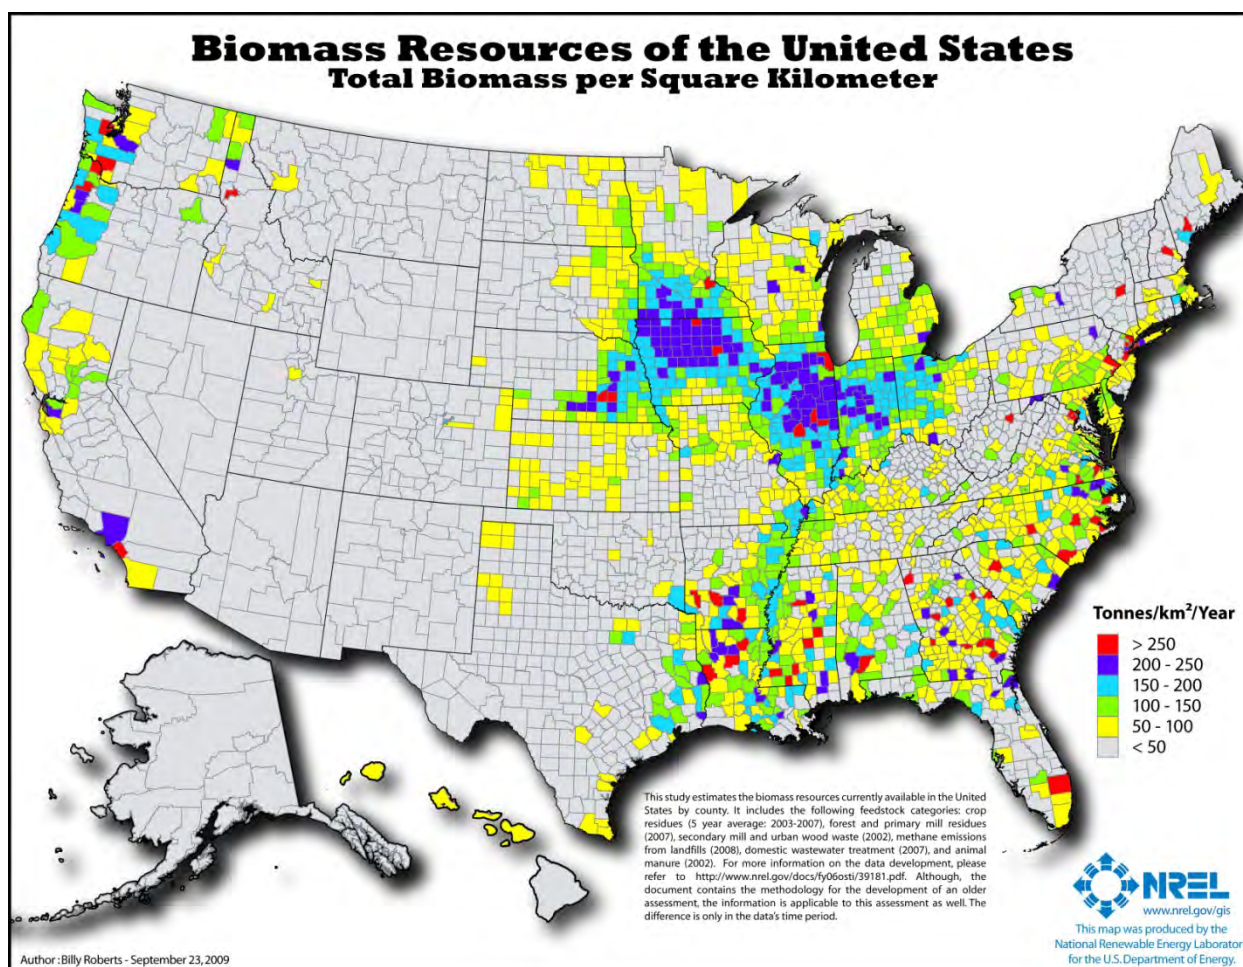 Biomass Resources of the United States
Total Biomass per Square Kilometer
Tonnes/km²/Year
> 250
200 - 250
150 - 200
100 - 150
50 - 100
< 50
This study estimates the biomass resources currently available in the United
States by county. It includes the following feedstock categories: crop
residues (5 year average: 2003-2007), forest and primary mill residues
(2007), secondary mill and urban wood waste (2002), methane emissions
from landfills (2008), domestic wastewater treatment (2007), and animal
manure (2002). For more information on the data development, please
refer to http://www.nrel.gov/docs/fy06osti/39181.pdf. Although, the
document contains the methodology for the development of an older
assessment, the information is applicable to this assessment as well. The
difference is only in the data's time period.
NREL
www.nrel.gov/gis
This map was produced by the
National Renewable Energy Laborator
for the U.S. Department of Energy.
Author : Billy Roberts - September 23, 2009